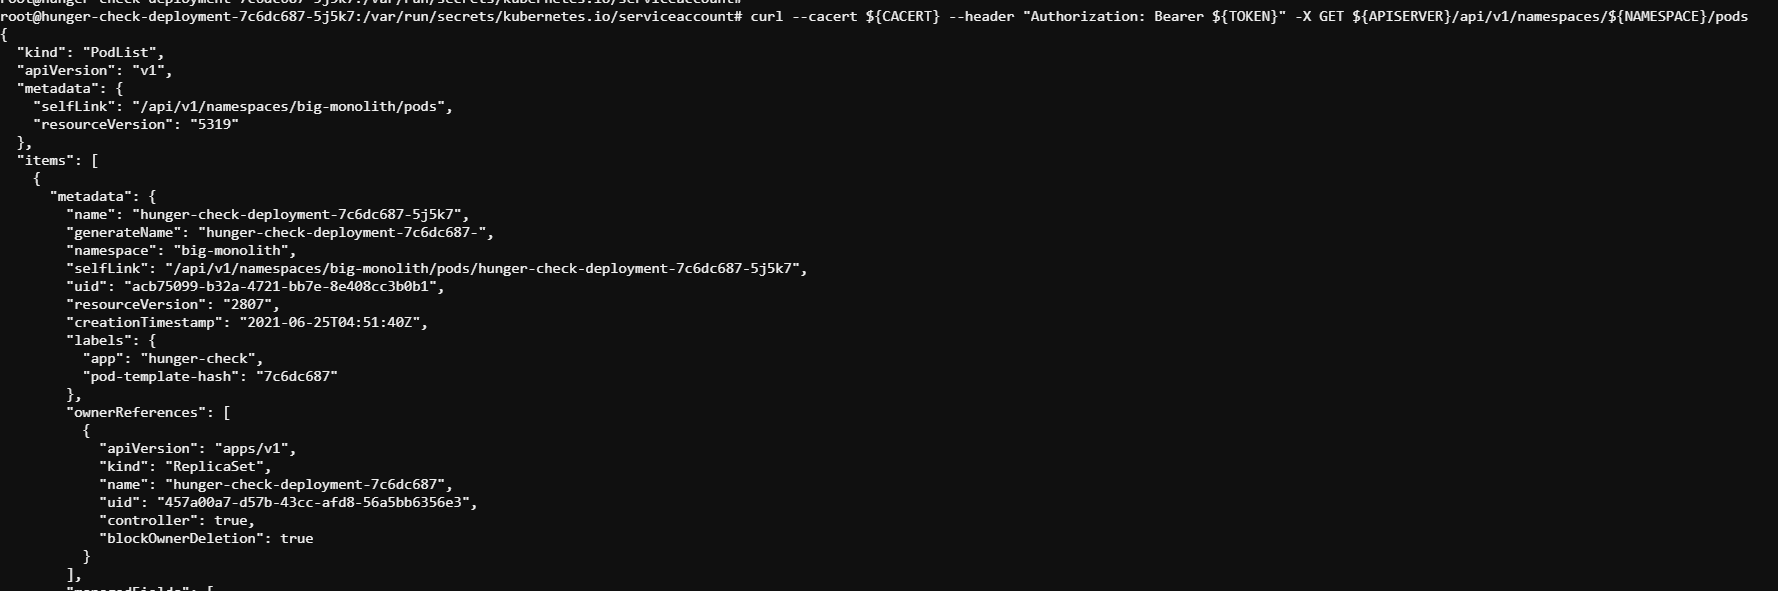 root@hunger-check-deployment-7c6dc687-5j5k7:/var/run/secrets/kubernetes.io/serviceaccount#
root@hunger-check-deployment-7c6dc687-5j5k7:/var/run/secrets/kubernetes.io/serviceaccount# curl --cacert ${CACERT} --header "Authorization: Bearer ${TOKEN}" -X GET ${APISERVER}/api/v1/namespaces/${NAMESPACE}/pods
{
  "kind": "PodList",
  "apiVersion": "v1",
  "metadata": {
    "selfLink": "/api/v1/namespaces/big-monolith/pods",
    "resourceVersion": "5319"
  },
  "items": [
    {
      "metadata": {
        "name": "hunger-check-deployment-7c6dc687-5j5k7",
        "generateName": "hunger-check-deployment-7c6dc687-",
        "namespace": "big-monolith",
        "selfLink": "/api/v1/namespaces/big-monolith/pods/hunger-check-deployment-7c6dc687-5j5k7",
        "uid": "acb75099-b32a-4721-bb7e-8e408cc3b0b1",
        "resourceVersion": "2807",
        "creationTimestamp": "2021-06-25T04:51:40Z",
        "labels": {
          "app": "hunger-check",
          "pod-template-hash": "7c6dc687"
        },
        "ownerReferences": [
          {
            "apiVersion": "apps/v1",
            "kind": "ReplicaSet",
            "name": "hunger-check-deployment-7c6dc687",
            "uid": "457a00a7-d57b-43cc-afd8-56a5bb6356e3",
            "controller": true,
            "blockOwnerDeletion": true
          }
        ],
        "managedFields": [